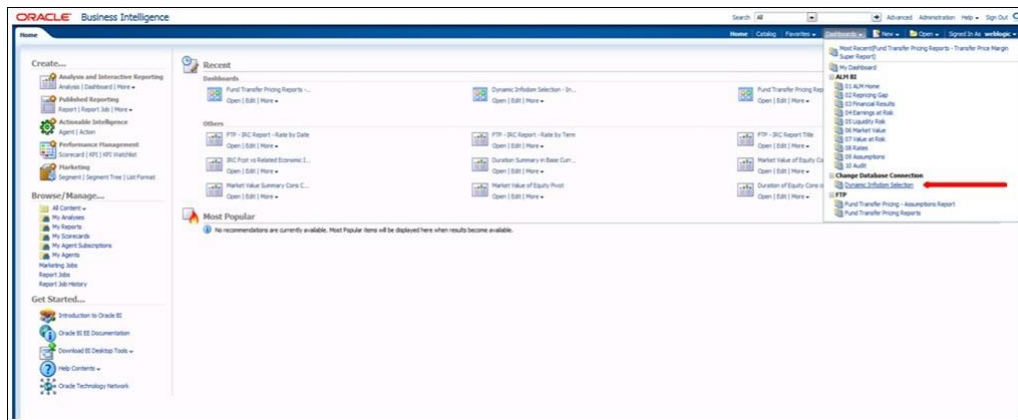 ORACLE Business Intelligence
Search All Advanced Administration Help Sign Out
Home
Home Catalog Favorites Dashboards New Open Signed In As weblogic
Create...
Analysis and Interactive Reporting
Analysis | Dashboard | More
Published Reporting
Report | Report Job | More
Actionable Intelligence
Agent | Action
Performance Management
Scorecard | KPI | KPI Watchlist
Marketing
Segment | Segment Tree | List Format
Browse/Manage...
All Content
My Analyses
My Reports
My Scorecards
My Agent Subscriptions
My Agents
Marketing Jobs
Report Jobs
Report Job History
Get Started...
Introduction to Oracle BI
Oracle BI EE Documentation
Download BI Desktop Tools
Help Contents
Oracle Technology Network
Recent
Dashboards
Fund Transfer Pricing Reports -...
Open | Edit | More
Dynamic Infodom Selection - In...
Open | Edit | More
Fund Transfer Pricing Rep
Open | Edit | More
Others
FTP - IRC Report -Rate by Date
Open | Edit | More
FTP - IRC Report -Rate by Term
Open | Edit | More
FTP - IRC Report Title
Open | Edit | More
IRC Fcst vs Related Economic I...
Open | Edit | More
Duration Summary in Base Curr...
Open | Edit | More
Market Value of Equity Co
Open | Edit | More
Market Value Summary Cons C...
Open | Edit | More
Market Value of Equity Pivot
Open | Edit | More
Duration of Equity Cons
Open | Edit | More
Most Popular
No recommendations are currently available. Most Popular items will be displayed here when results become available.
Most Recent(Fund Transfer Pricing Reports - Transfer Price Margin
Super Report)
My Dashboard
ALM BI
01 ALM Home
02 Repricing Gap
03 Financial Results
04 Earnings at Risk
05 Liquidity Risk
06 Market Value
07 Value at Risk
08 Rates
09 Assumptions
10 Audit
Change Database Connection
Dynamic Infodom Selection
FTP
Fund Transfer Pricing - Assumptions Report
Fund Transfer Pricing Reports